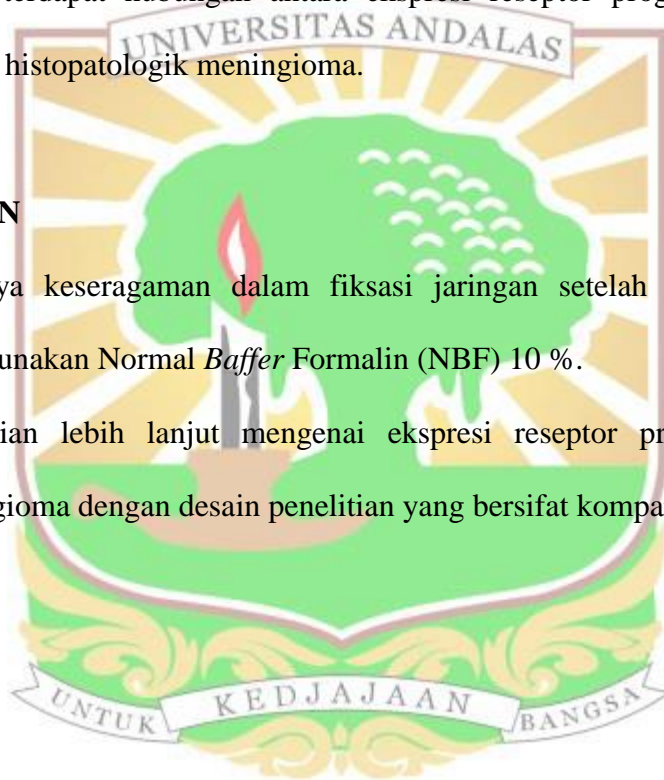 terdapat hubungan antara ekspresi reseptor prog
UNIVERSITAS ANDALAS
histopatologik meningioma.
N
ya keseragaman dalam fiksasi jaringan setelah
unakan Normal Baffer Formalin (NBF) 10 %.
ian lebih lanjut mengenai ekspresi reseptor pr
gioma dengan desain penelitian yang bersifat kompa
UNTUK KEDJAJAAN BANGSA